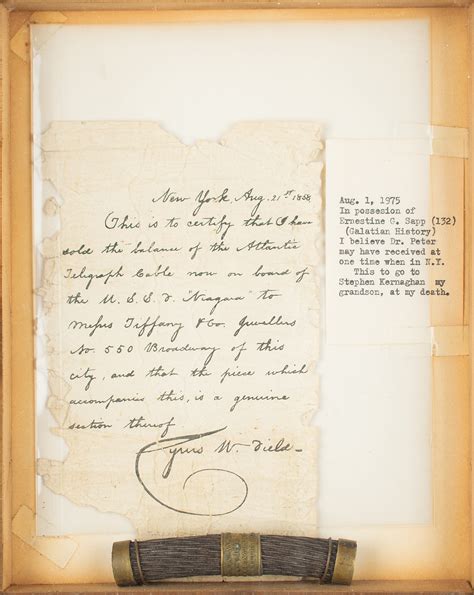 New York Aug. 21st 1858
This is to certify that I have
sold the balance of the Atlantic
Telegraph Cable now on board of
the U. S. S. F. "Niagara" to
Messrs Tiffany & Co. Jewellers
No. 550 Broadway of this
city, and that the piece which
accompanies this, is a genuine
section thereof
Cyrus W. Field
Aug. 1, 1975
In possesion of
Ernestine G. Sapp (132)
(Galatian History)
I believe Dr. Peter
may have received at
one time when in N.Y.
This to go to
Stephen Kernaghan my
grandson, at my death.